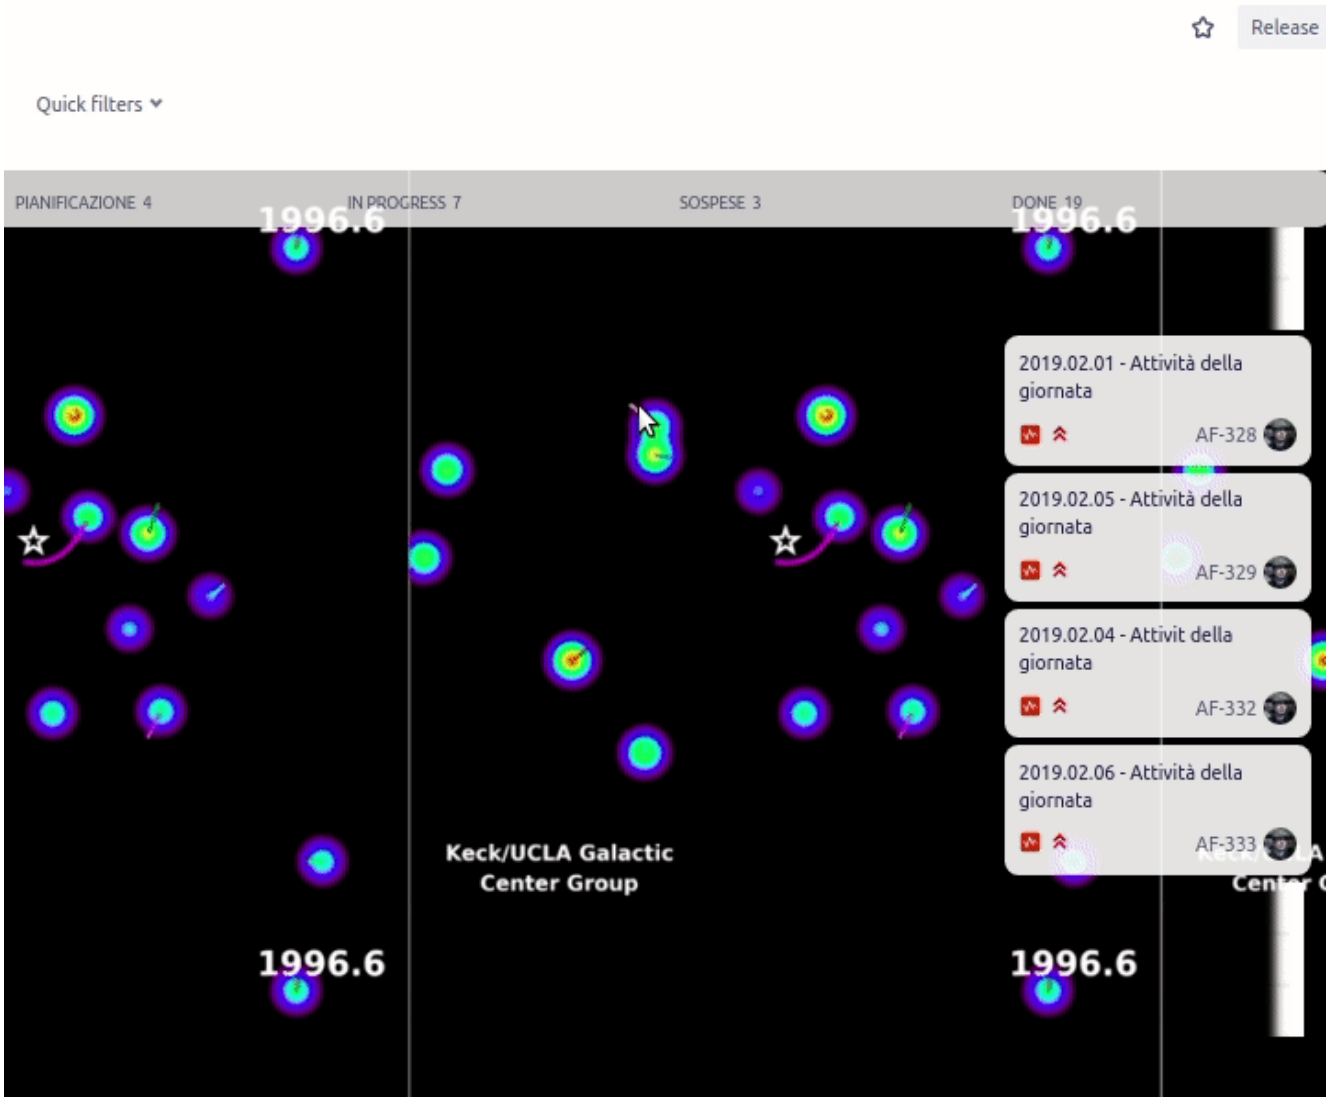 Release
Quick filters
PIANIFICAZIONE 4
IN PROGRESS 7
SOSPESE 3
DONE 19
1996.6
1996.6
2019.02.01 - Attività della
giornata
AF-328
2019.02.05 - Attività della
giornata
AF-329
2019.02.04 - Attivit della
giornata
AF-332
2019.02.06 - Attività della
giornata
AF-333
Keck/UCLA Galactic
Center Group
Center
1996.6
1996.6